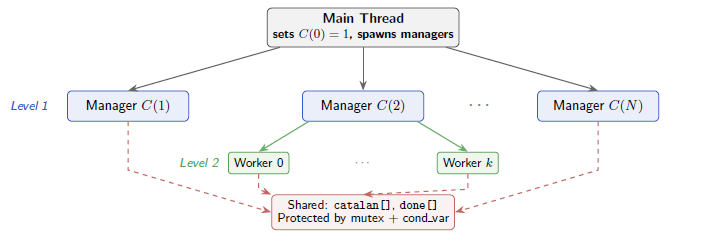 Main Thread
sets C(0) = 1, spawns managers
Level 1
Manager C(1)
Manager C(2)
· · ·
Manager C(N)
Level 2
Worker 0
· · ·
Worker k
Shared: catalan[], done[]
Protected by mutex + cond_var